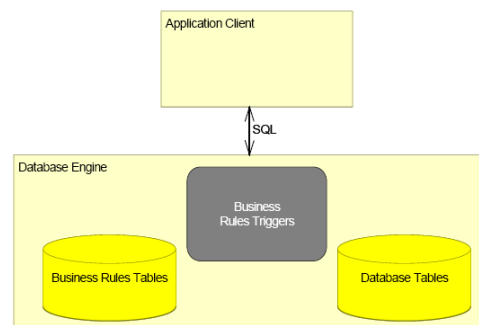 Application Client
SQL
Database Engine
Business
Rules Triggers
Business Rules Tables
Database Tables